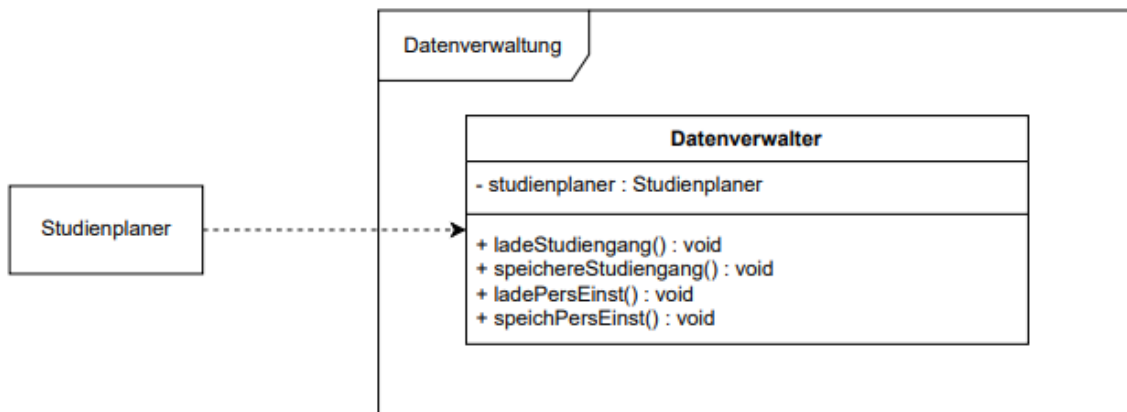 Datenverwaltung
Datenverwalter
- studienplaner : Studienplaner
Studienplaner
+ ladeStudiengang() : void
+ speichereStudiengang() : void
+ ladePersEinst() : void
+ speichPersEinst() : void